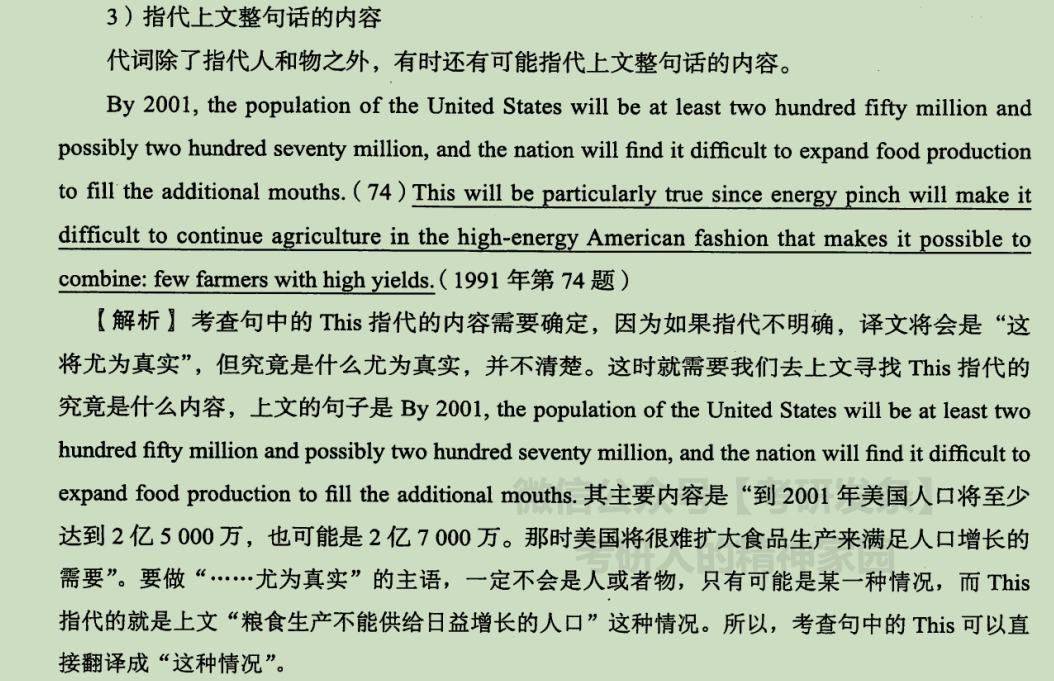 3）指代上文整句话的内容
代词除了指代人和物之外，有时还有可能指代上文整句话的内容。
By 2001, the population of the United States will be at least two hundred fifty million and
possibly two hundred seventy million, and the nation will find it difficult to expand food production
to fill the additional mouths.（74）This will be particularly true since energy pinch will make it
difficult to continue agriculture in the high-energy American fashion that makes it possible to
combine: few farmers with high yields.（1991 年第 74 题）
【解析】考查句中的 This 指代的内容需要确定，因为如果指代不明确，译文将会是“这
将尤为真实”，但究竟是什么尤为真实，并不清楚。这时就需要我们去上文寻找 This 指代的
究竟是什么内容，上文的句子是 By 2001, the population of the United States will be at least two
hundred fifty million and possibly two hundred seventy million, and the nation will find it difficult to
expand food production to fill the additional mouths. 其主要内容是“到 2001 年美国人口将至少
达到 2 亿 5 000 万，也可能是 2 亿 7 000 万。那时美国将很难扩大食品生产来满足人口增长的
需要”。要做“……尤为真实”的主语，一定不会是人或者物，只有可能是某一种情况，而 This
指代的就是上文“粮食生产不能供给日益增长的人口”这种情况。所以，考查句中的 This 可以直
接翻译成“这种情况”。
微信公众号【考研发条】
考研人的精神家园